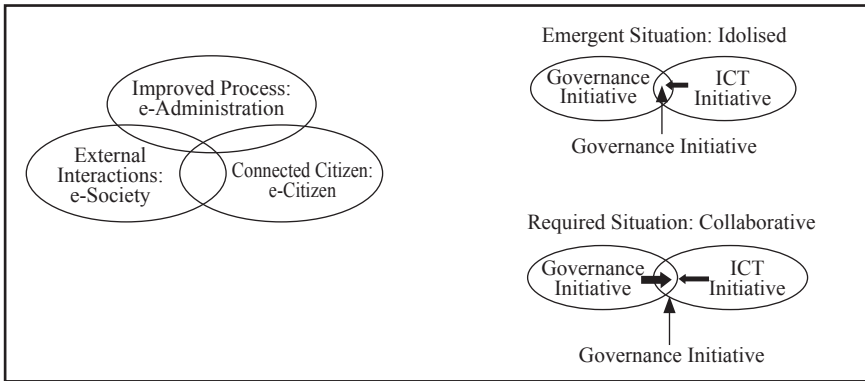 Improved Process:
e-Administration
External
Interactions:
e-Society
Connected Citizen:
e-Citizen
Emergent Situation: Idolised
Governance
Initiative
ICT
Initiative
Governance Initiative
Required Situation: Collaborative
Governance
Initiative
ICT
Initiative
Governance Initiative